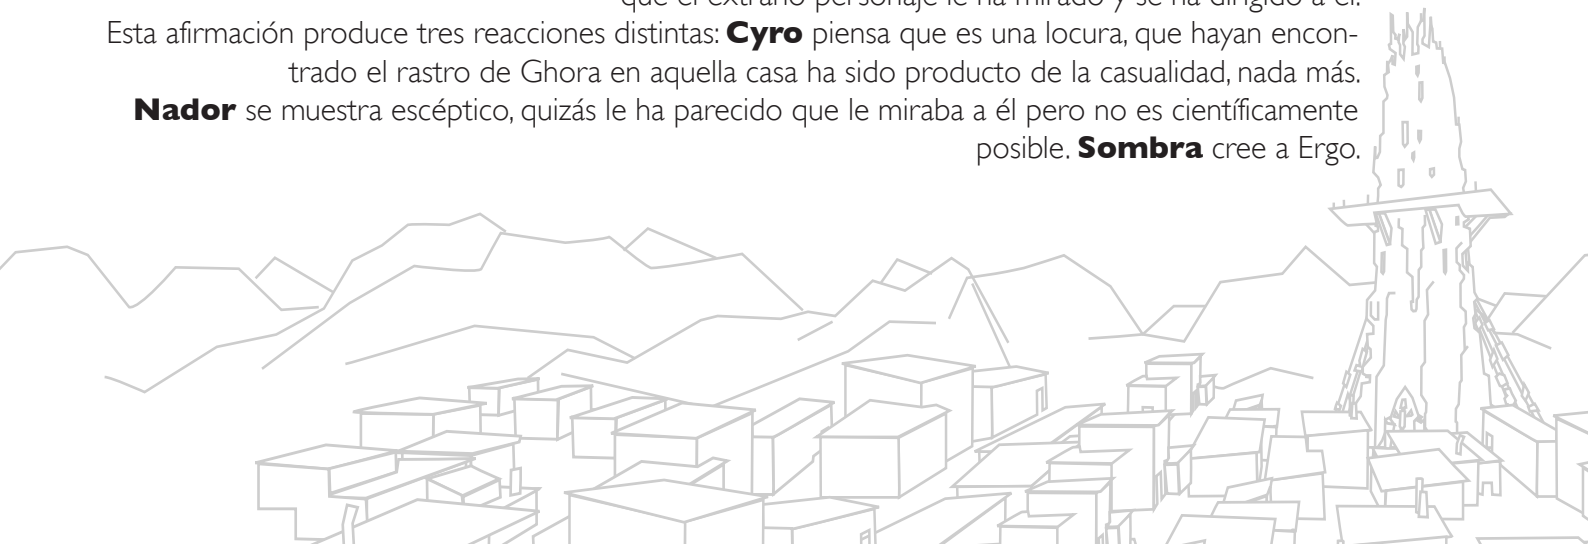 que el extraño personaje le ha mirado y se ha dirigido a él.
Esta afirmación produce tres reacciones distintas: Cyro piensa que es una locura, que hayan encon-
trado el rastro de Ghora en aquella casa ha sido producto de la casualidad, nada más.
Nador se muestra escéptico, quizás le ha parecido que le miraba a él pero no es científicamente
posible. Sombra cree a Ergo.